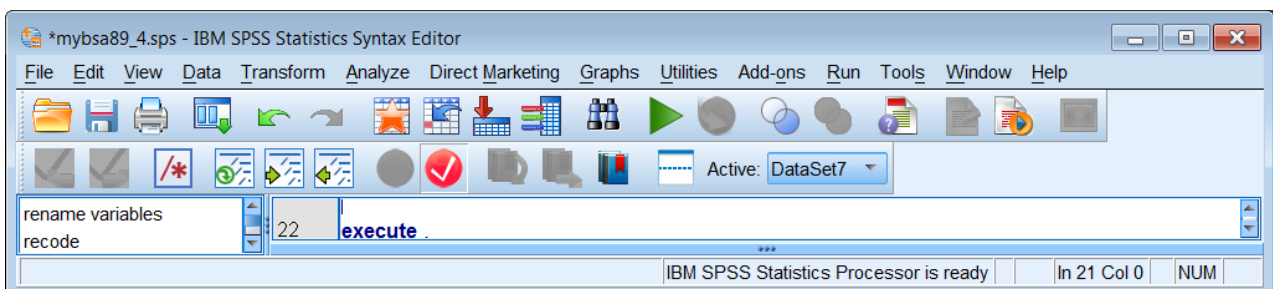 *mybsa89_4.sps - IBM SPSS Statistics Syntax Editor
File Edit View Data Transform Analyze Direct Marketing Graphs Utilities Add-ons Run Tools Window Help
/*
Active: DataSet7
rename variables
recode
22 execute .
IBM SPSS Statistics Processor is ready In 21 Col 0 NUM